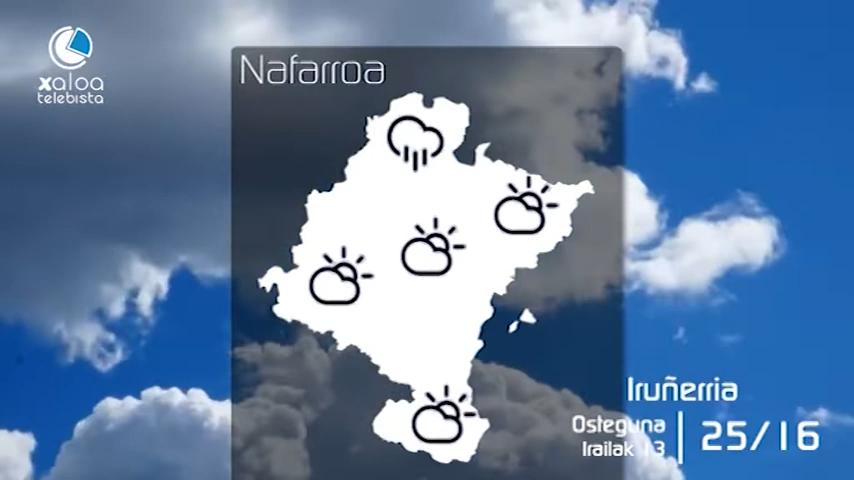 xaloa
telebista
Nafarroa
Iruñerria
Osteguna
Irailak 13
25/16